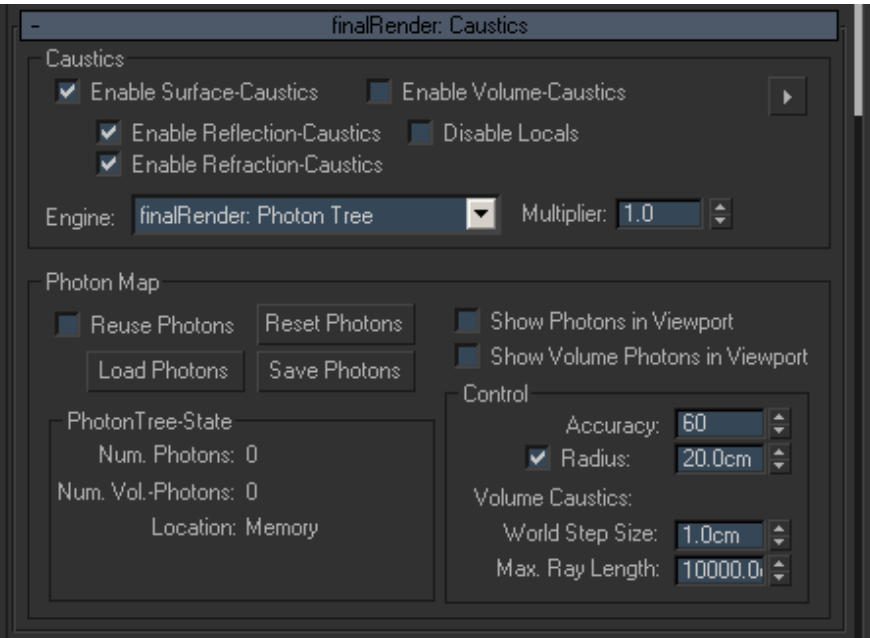 - finalRender: Caustics
Caustics
Enable Surface-Caustics Enable Volume-Caustics
Enable Reflection-Caustics Disable Locals
Enable Refraction-Caustics
Engine: finalRender: Photon Tree Multiplier: 1.0
Photon Map
Reuse Photons Reset Photons Show Photons in Viewport
Load Photons Save Photons Show Volume Photons in Viewport
PhotonTree-State
Num. Photons: 0
Num. Vol.-Photons: 0
Location: Memory
Control
Accuracy: 60
Radius: 20.0cm
Volume Caustics:
World Step Size: 1.0cm
Max. Ray Length: 10000.0